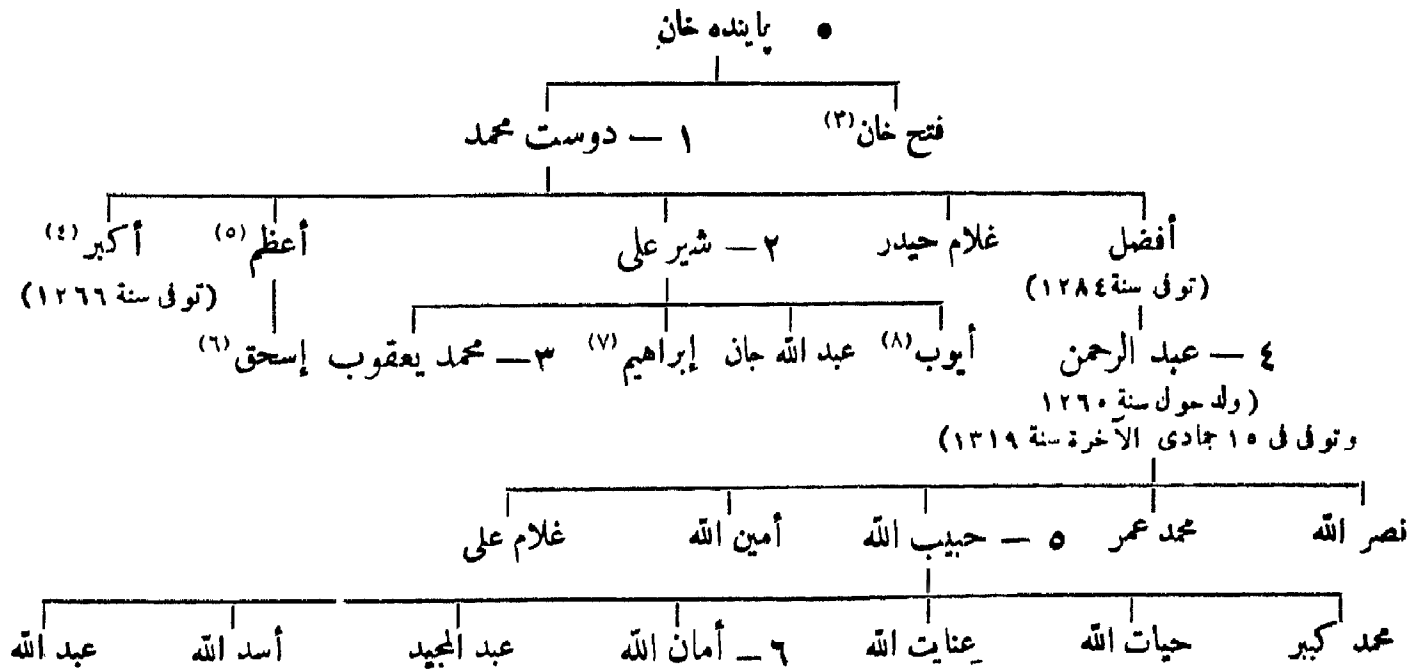 • پاينده خان
فتح خان (٣) ١ — دوست محمد
أفضل غلام حيدر ٢ — شير على أعظم (٥) أكبر (٤)
(توفى سنة ١٢٨٤) (توفى سنة ١٢٦٦)
٤ — عبد الرحمن أيوب (٨) عبد الله جان إبراهيم (٧) ٣ — محمد يعقوب إسحق (٦)
(ولد حول سنة ١٢٦٠
وتوفى فى ١٥ جمادى الآخرة سنة ١٣١٩)
نصر الله محمد عمر ٥ — حبيب الله أمين الله غلام على
محمد كبير حيات الله عنايت الله ٦ — أمان الله عبد المجيد أسد الله عبد الله